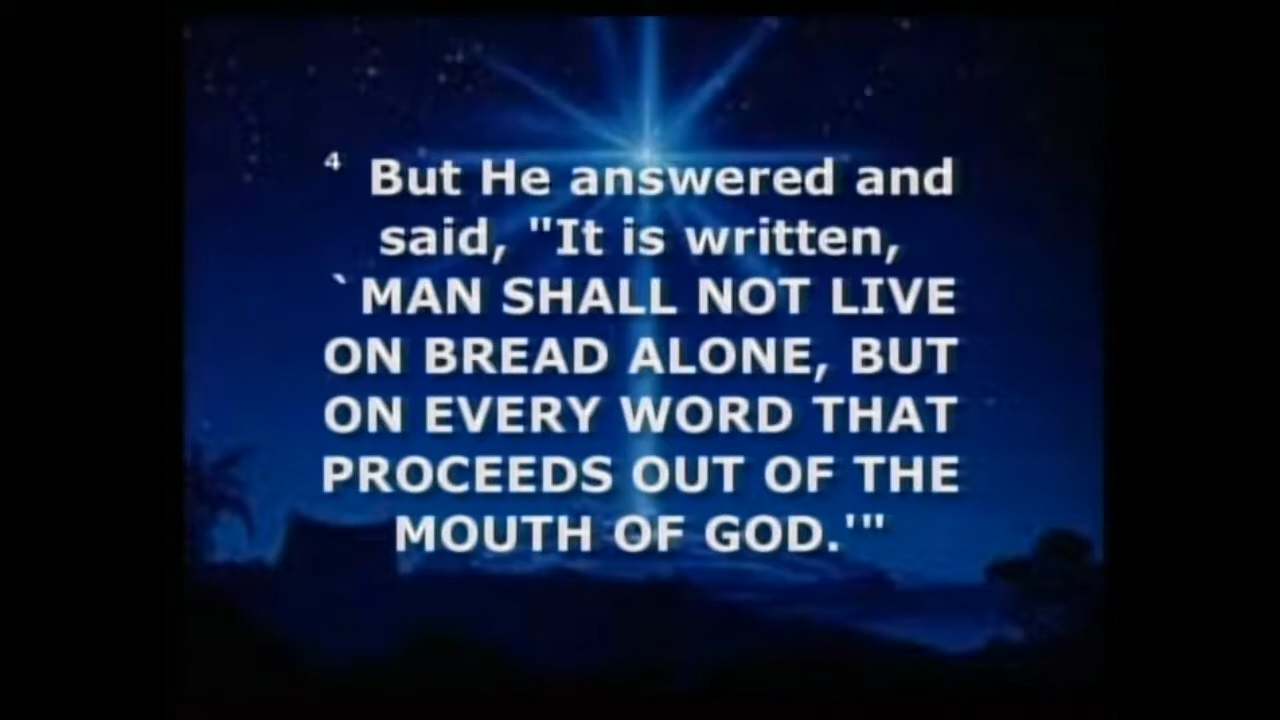 4 But He answered and
said, "It is written,
`MAN SHALL NOT LIVE
ON BREAD ALONE, BUT
ON EVERY WORD THAT
PROCEEDS OUT OF THE
MOUTH OF GOD.'"